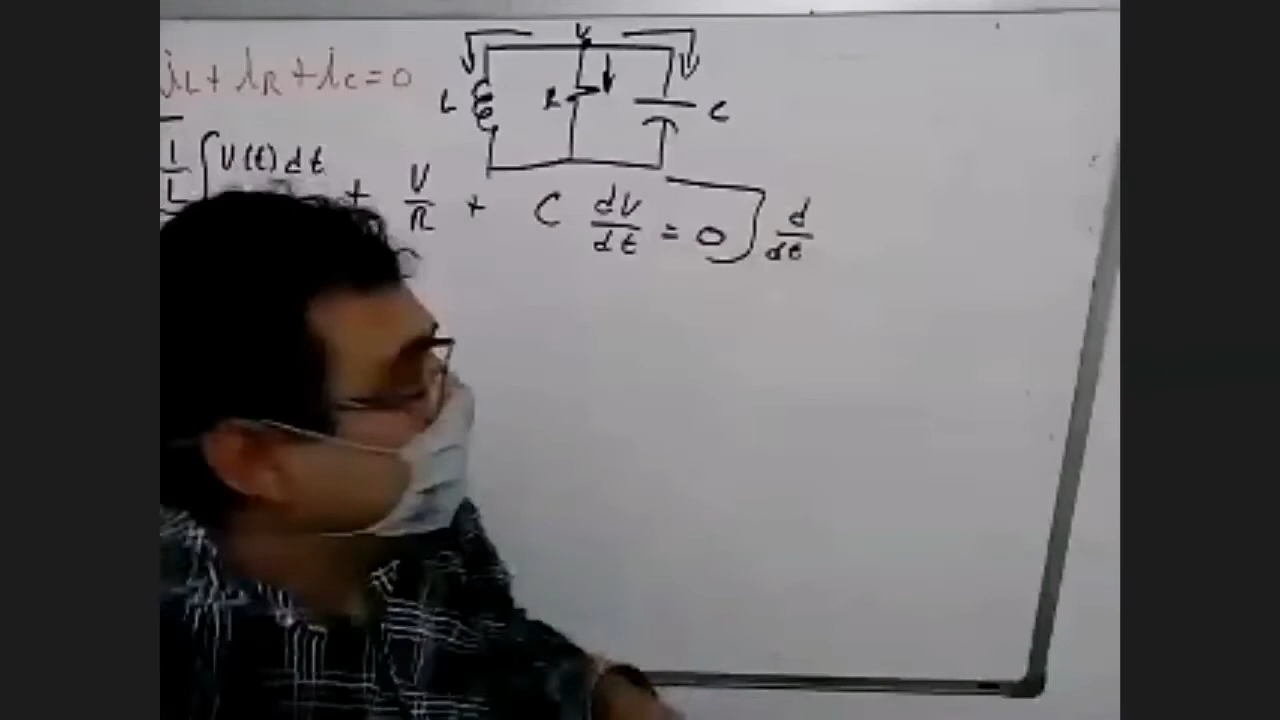 V
iL + iR + iC = 0
L R C
1/L ∫ V(t) dt + V/R + C dV/dt = 0 ] d/dt